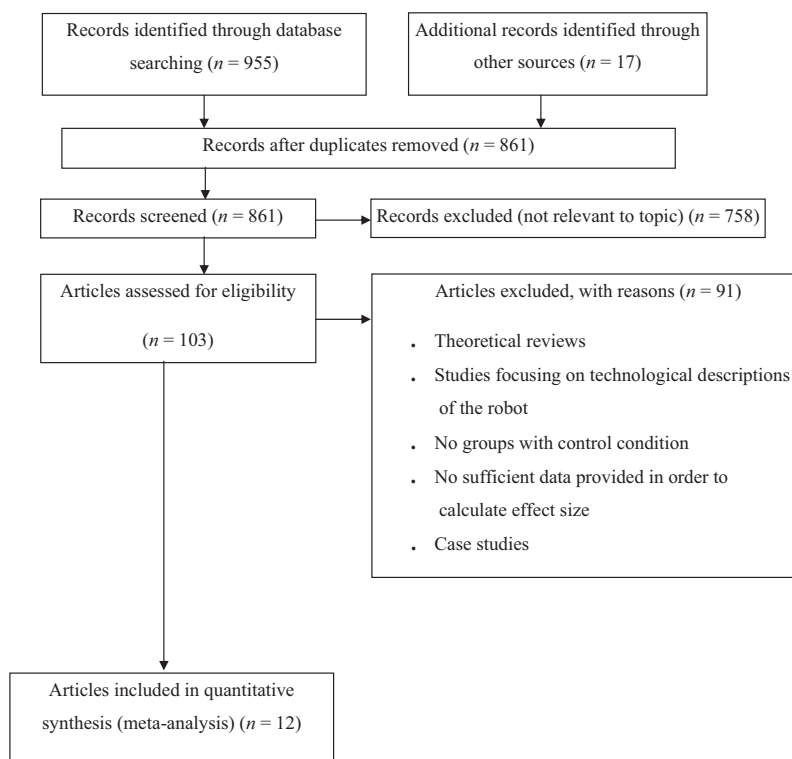 Records identified through database
searching (n = 955)
Additional records identified through
other sources (n = 17)
Records after duplicates removed (n = 861)
Records screened (n = 861)
Records excluded (not relevant to topic) (n = 758)
Articles assessed for eligibility
(n = 103)
Articles excluded, with reasons (n = 91)
. Theoretical reviews
. Studies focusing on technological descriptions
of the robot
. No groups with control condition
. No sufficient data provided in order to
calculate effect size
. Case studies
Articles included in quantitative
synthesis (meta-analysis) (n = 12)